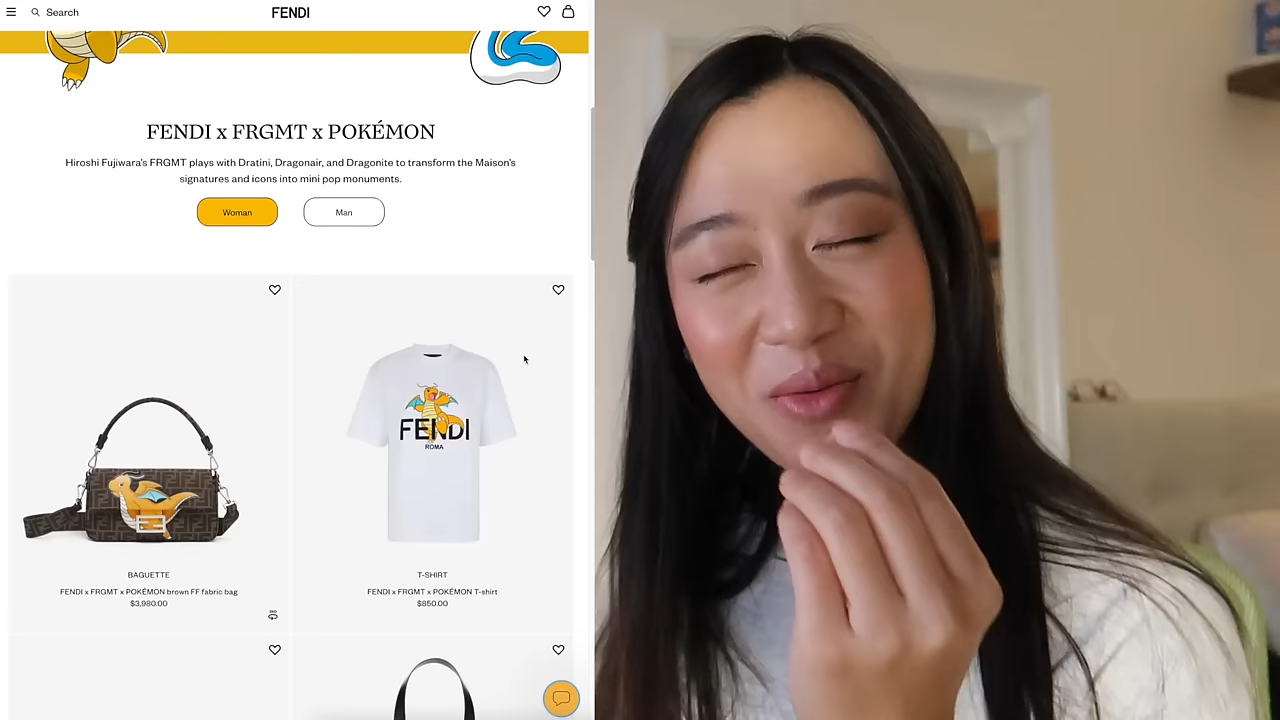 Search
FENDI
FENDI x FRGMT x POKÉMON
Hiroshi Fujiwara's FRGMT plays with Dratini, Dragonair, and Dragonite to transform the Maison's
signatures and icons into mini pop monuments.
Woman
Man
FENDI
ROMA
BAGUETTE
FENDI x FRGMT x POKÉMON brown FF fabric bag
$3,980.00
T-SHIRT
FENDI x FRGMT x POKÉMON T-shirt
$850.00